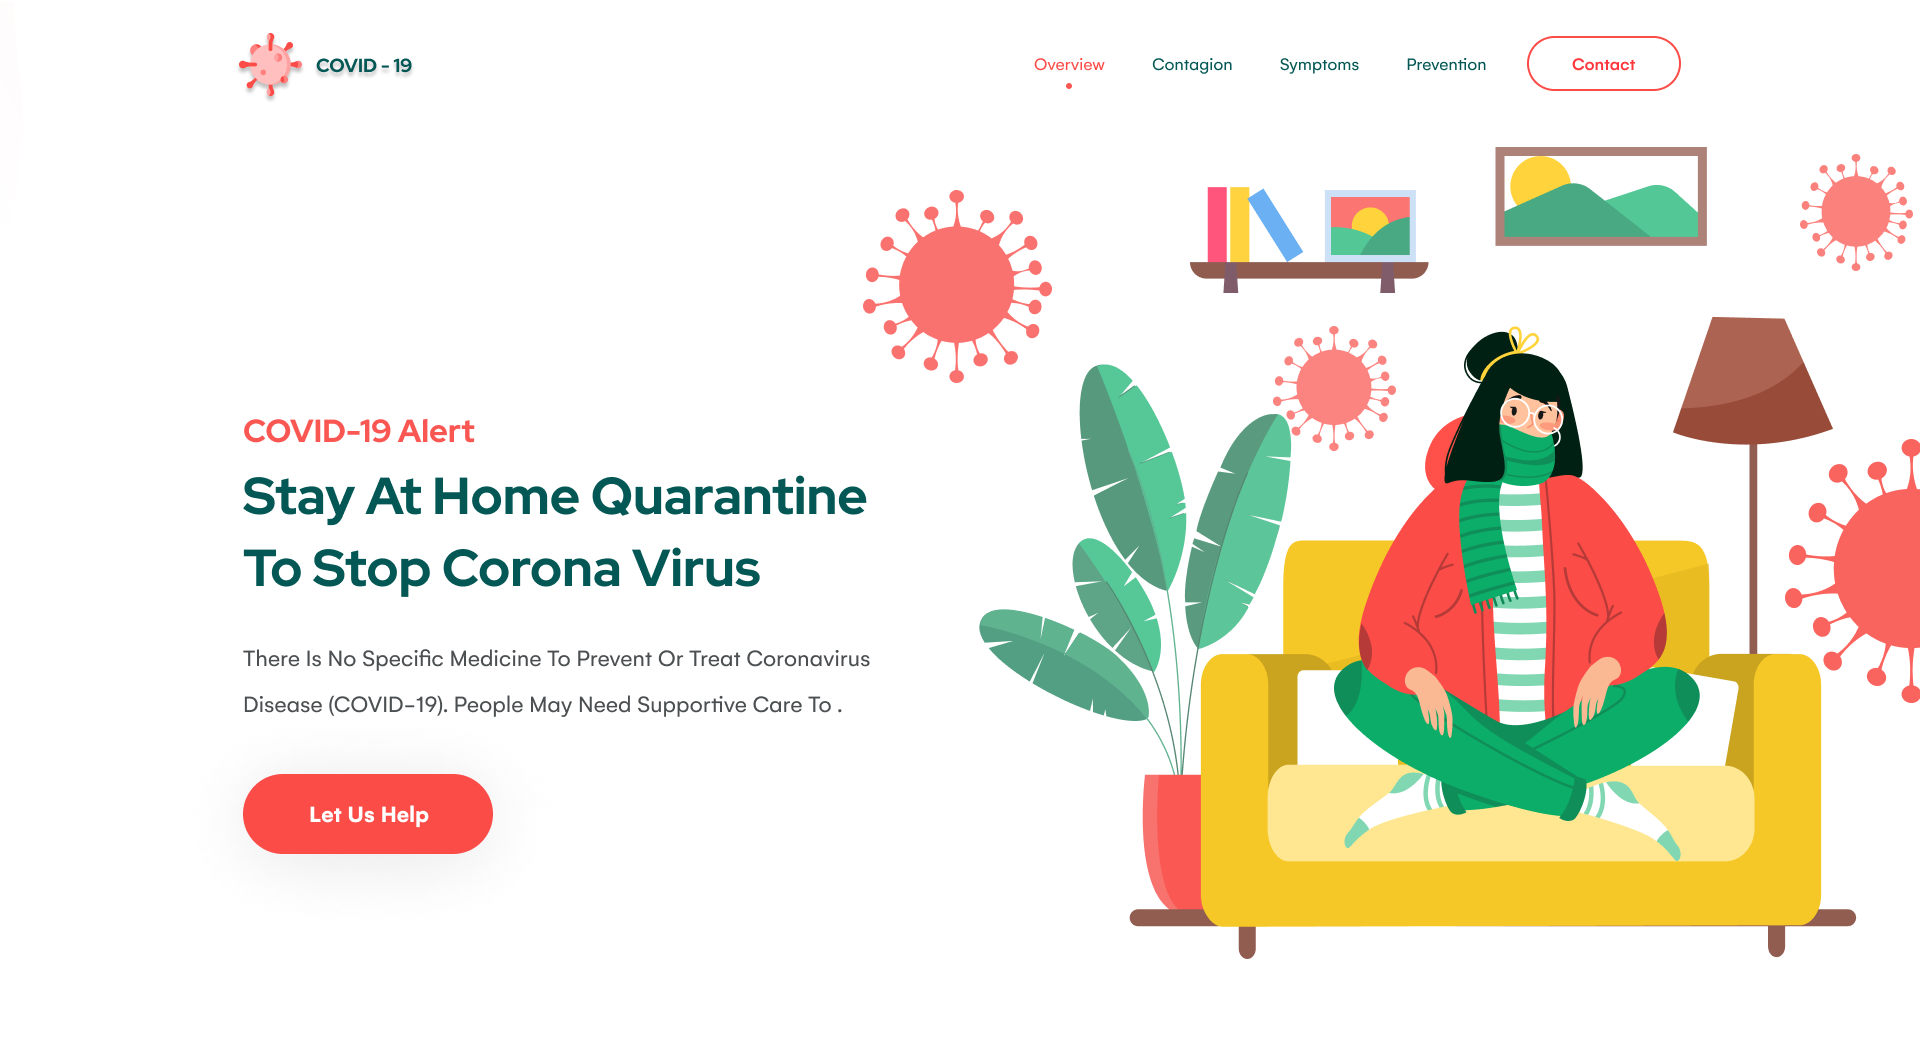 COVID - 19
Overview
Contagion
Symptoms
Prevention
Contact
COVID-19 Alert
Stay At Home Quarantine
To Stop Corona Virus
There Is No Specific Medicine To Prevent Or Treat Coronavirus
Disease (COVID-19). People May Need Supportive Care To .
Let Us Help